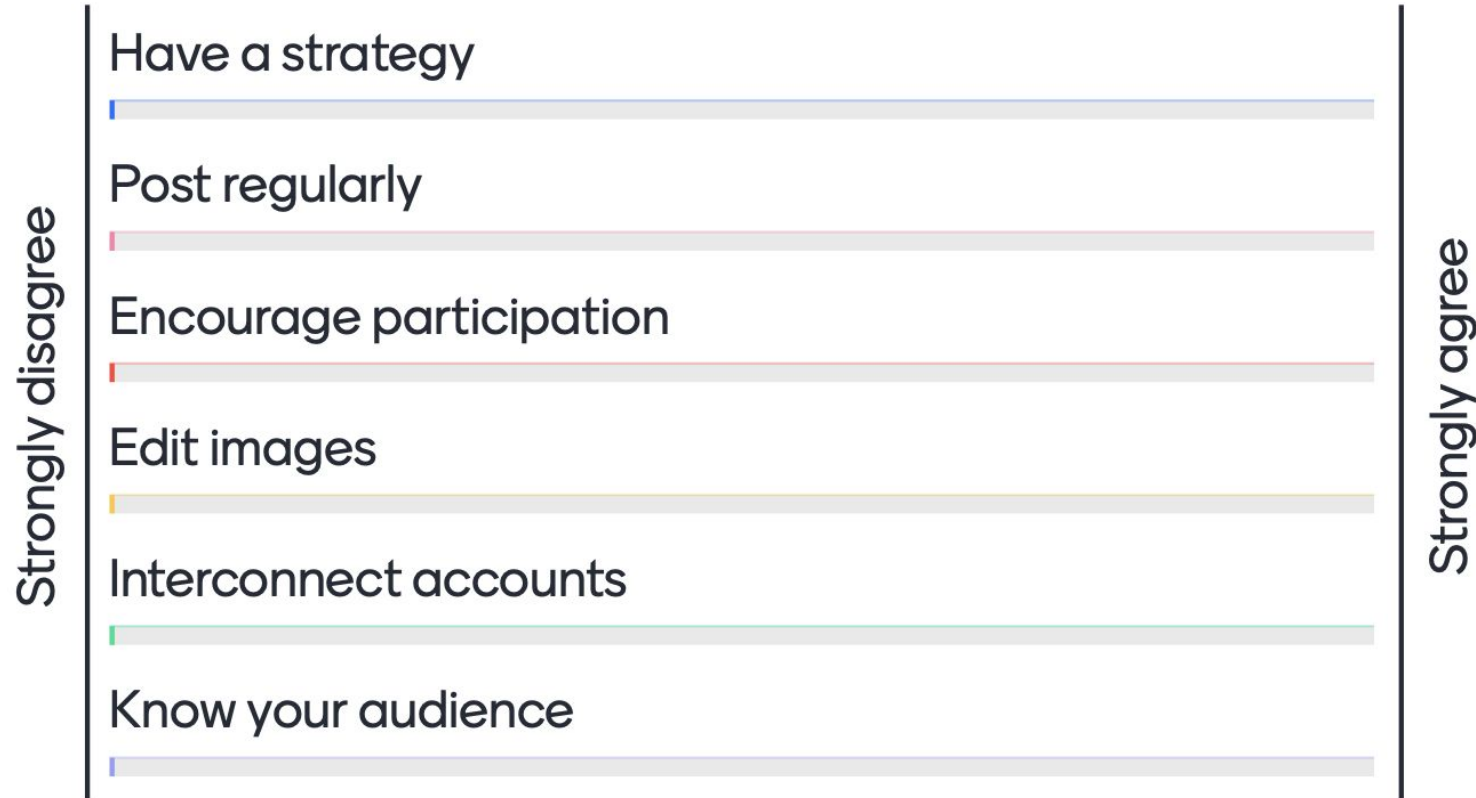 Strongly disagree
Have a strategy
Post regularly
Encourage participation
Edit images
Interconnect accounts
Know your audience
Strongly agree